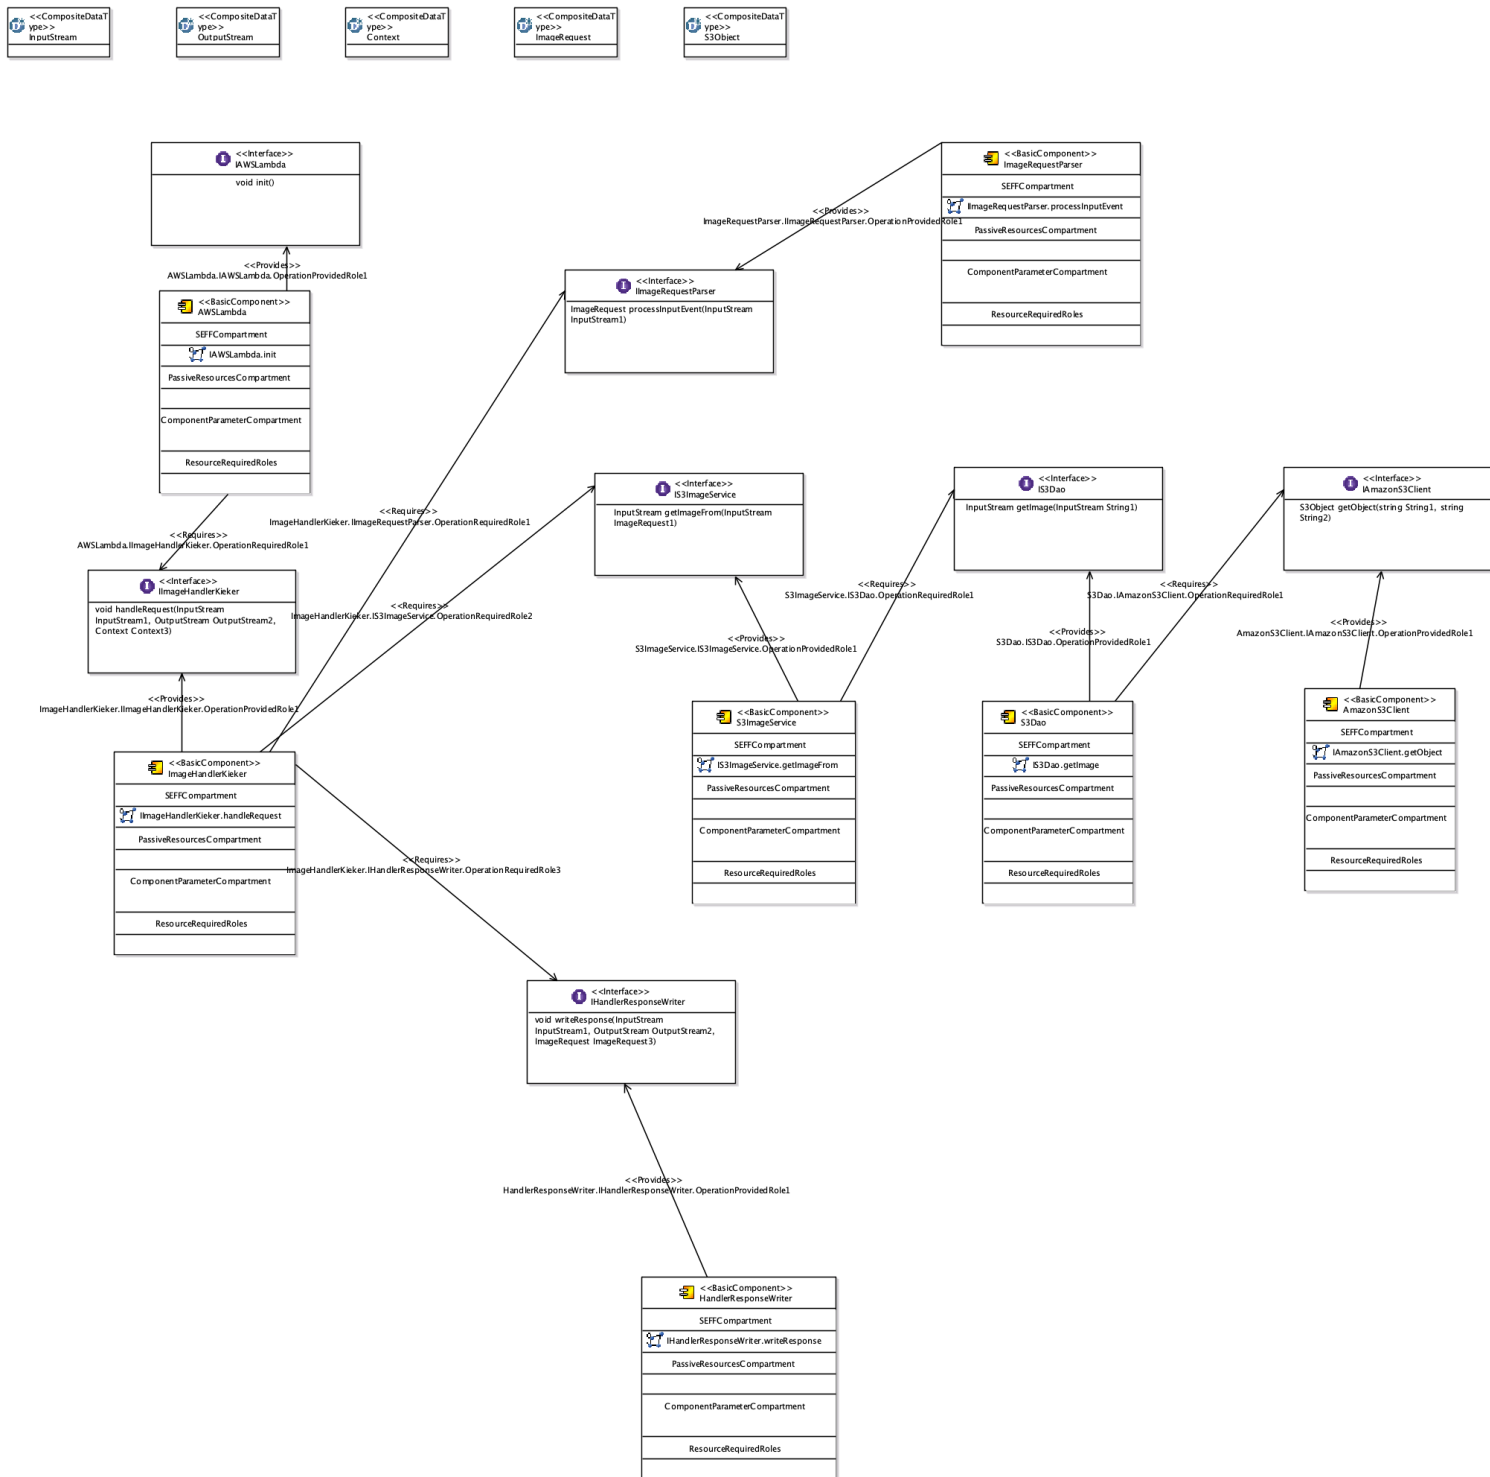 <<CompositeDataT
ype>>
InputStream
<<CompositeDataT
ype>>
OutputStream
<<CompositeDataT
ype>>
Context
<<CompositeDataT
ype>>
ImageRequest
<<CompositeDataT
ype>>
S3Object
<<Interface>>
IAWSLambda
void init()
<<Provides>>
AWSLambda.IAWSLambda.OperationProvidedRole1
<<BasicComponent>>
AWSLambda
SEFFCompartment
IAWSLambda.init
PassiveResourcesCompartment
ComponentParameterCompartment
ResourceRequiredRoles
<<BasicComponent>>
ImageRequestParser
SEFFCompartment
IImageRequestParser.processInputEvent
PassiveResourcesCompartment
ComponentParameterCompartment
ResourceRequiredRoles
<<Provides>>
ImageRequestParser.IImageRequestParser.OperationProvidedRole1
<<Interface>>
IImageRequestParser
ImageRequest processInputEvent(InputStream
InputStream1)
<<Requires>>
ImageHandlerKieker.IImageRequestParser.OperationRequiredRole1
<<Requires>>
AWSLambda.IImageHandlerKieker.OperationRequiredRole1
<<Interface>>
IImageHandlerKieker
void handleRequest(InputStream
InputStream1, OutputStream OutputStream2,
Context Context3)
<<Interface>>
IS3ImageService
InputStream getImageFrom(InputStream
ImageRequest1)
<<Interface>>
IS3Dao
InputStream getImage(InputStream String1)
<<Interface>>
IAmazonS3Client
S3Object getObject(string String1, string
String2)
<<Requires>>
ImageHandlerKieker.IS3ImageService.OperationRequiredRole2
<<Requires>>
S3ImageService.IS3Dao.OperationRequiredRole1
<<Requires>>
S3Dao.IAmazonS3Client.OperationRequiredRole1
<<Provides>>
S3ImageService.IS3ImageService.OperationProvidedRole1
<<Provides>>
S3Dao.IS3Dao.OperationProvidedRole1
<<Provides>>
AmazonS3Client.IAmazonS3Client.OperationProvidedRole1
<<Provides>>
ImageHandlerKieker.IImageHandlerKieker.OperationProvidedRole1
<<BasicComponent>>
ImageHandlerKieker
SEFFCompartment
IImageHandlerKieker.handleRequest
PassiveResourcesCompartment
ComponentParameterCompartment
ResourceRequiredRoles
<<BasicComponent>>
S3ImageService
SEFFCompartment
IS3ImageService.getImageFrom
PassiveResourcesCompartment
ComponentParameterCompartment
ResourceRequiredRoles
<<BasicComponent>>
S3Dao
SEFFCompartment
IS3Dao.getImage
PassiveResourcesCompartment
ComponentParameterCompartment
ResourceRequiredRoles
<<BasicComponent>>
AmazonS3Client
SEFFCompartment
IAmazonS3Client.getObject
PassiveResourcesCompartment
ComponentParameterCompartment
ResourceRequiredRoles
<<Requires>>
ImageHandlerKieker.IHandlerResponseWriter.OperationRequiredRole3
<<Interface>>
IHandlerResponseWriter
void writeResponse(InputStream
InputStream1, OutputStream OutputStream2,
ImageRequest ImageRequest3)
<<Provides>>
HandlerResponseWriter.IHandlerResponseWriter.OperationProvidedRole1
<<BasicComponent>>
HandlerResponseWriter
SEFFCompartment
IHandlerResponseWriter.writeResponse
PassiveResourcesCompartment
ComponentParameterCompartment
ResourceRequiredRoles